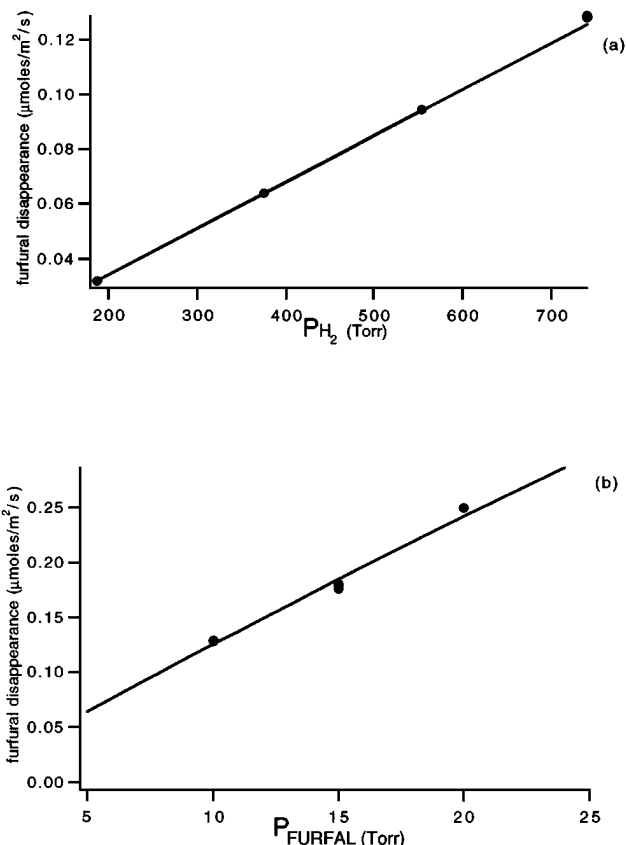 (a)
furfural disappearance (μmoles/m²/s)
0.12
0.10
0.08
0.06
0.04
200 300 400 500 600 700
PH₂ (Torr)
(b)
furfural disappearance (μmoles/m²/s)
0.25
0.20
0.15
0.10
0.05
0.00
5 10 15 20 25
PFURFAL (Torr)